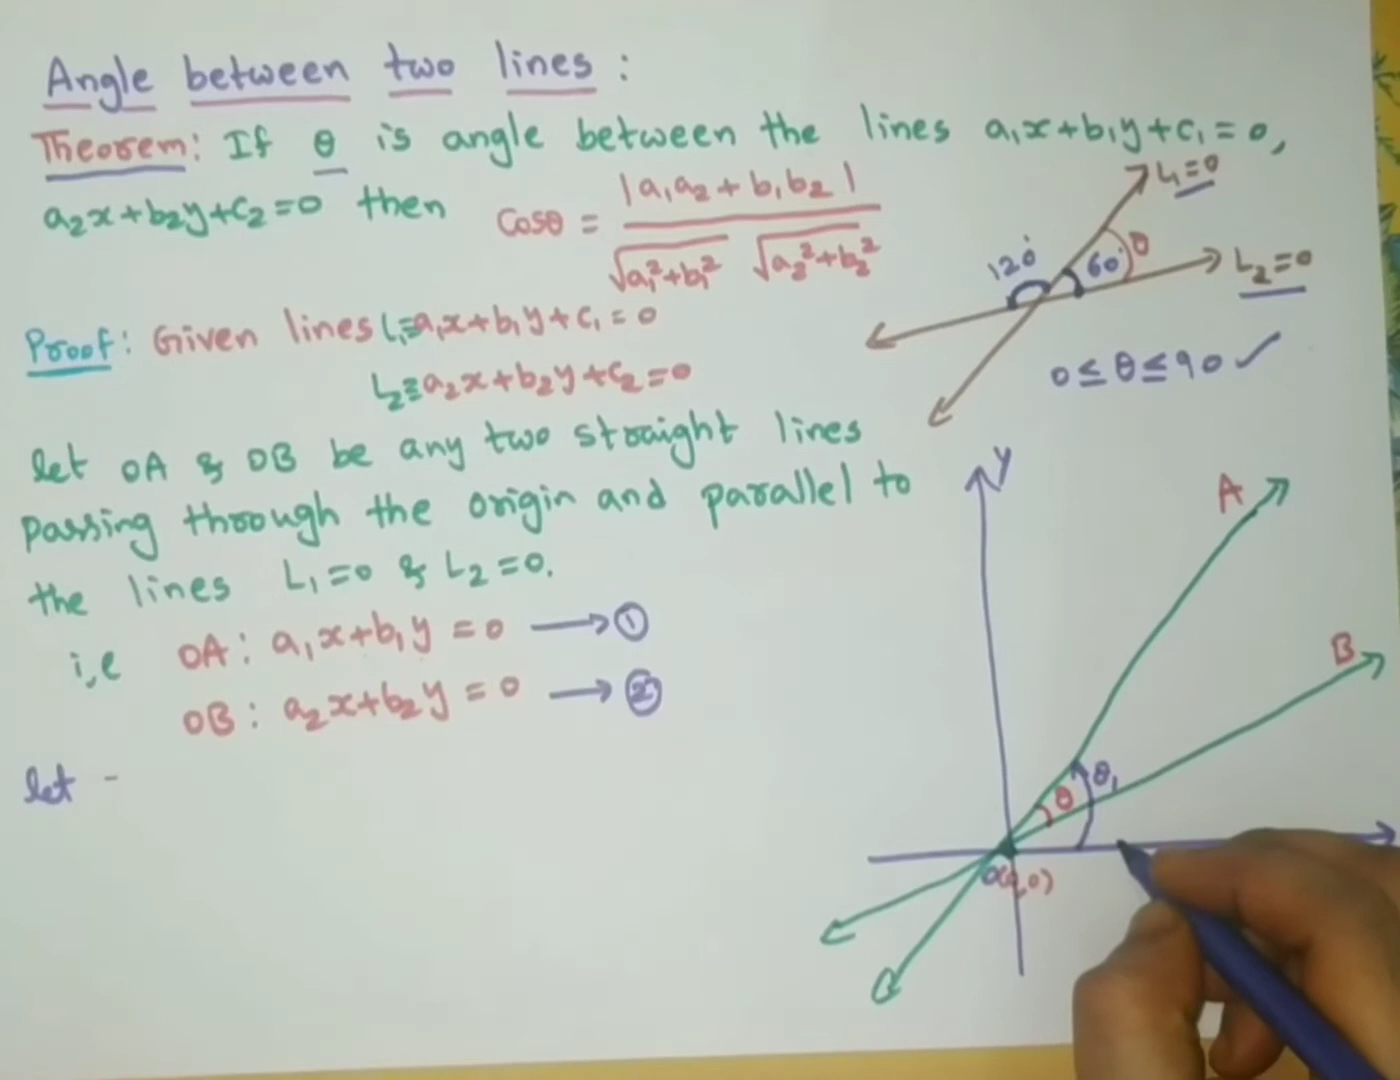 Angle between two lines :
Theorem: If θ is angle between the lines a₁x+b₁y+c₁=0,
a₂x+b₂y+c₂=0 then Cosθ = |a₁a₂+b₁b₂| / √a₁²+b₁² √a₂²+b₂²
L₁=0
120° 60° θ L₂=0
0≤θ≤90 ✓
Proof: Given lines L₁≡a₁x+b₁y+c₁=0
L₂≡a₂x+b₂y+c₂=0
let OA & OB be any two straight lines
passing through the origin and parallel to
the lines L₁=0 & L₂=0.
i,e OA: a₁x+b₁y=0 → ①
OB: a₂x+b₂y=0 → ②
let -
y
A
B
θ θ₁